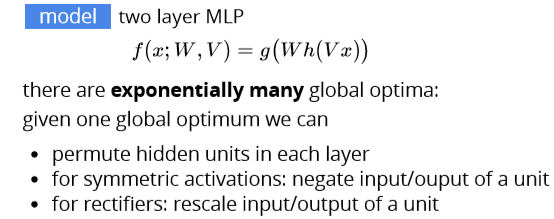 model two layer MLP
f(x; W, V) = g(Wh(Vx))
there are exponentially many global optima:
given one global optimum we can
• permute hidden units in each layer
• for symmetric activations: negate input/ouput of a unit
• for rectifiers: rescale input/output of a unit